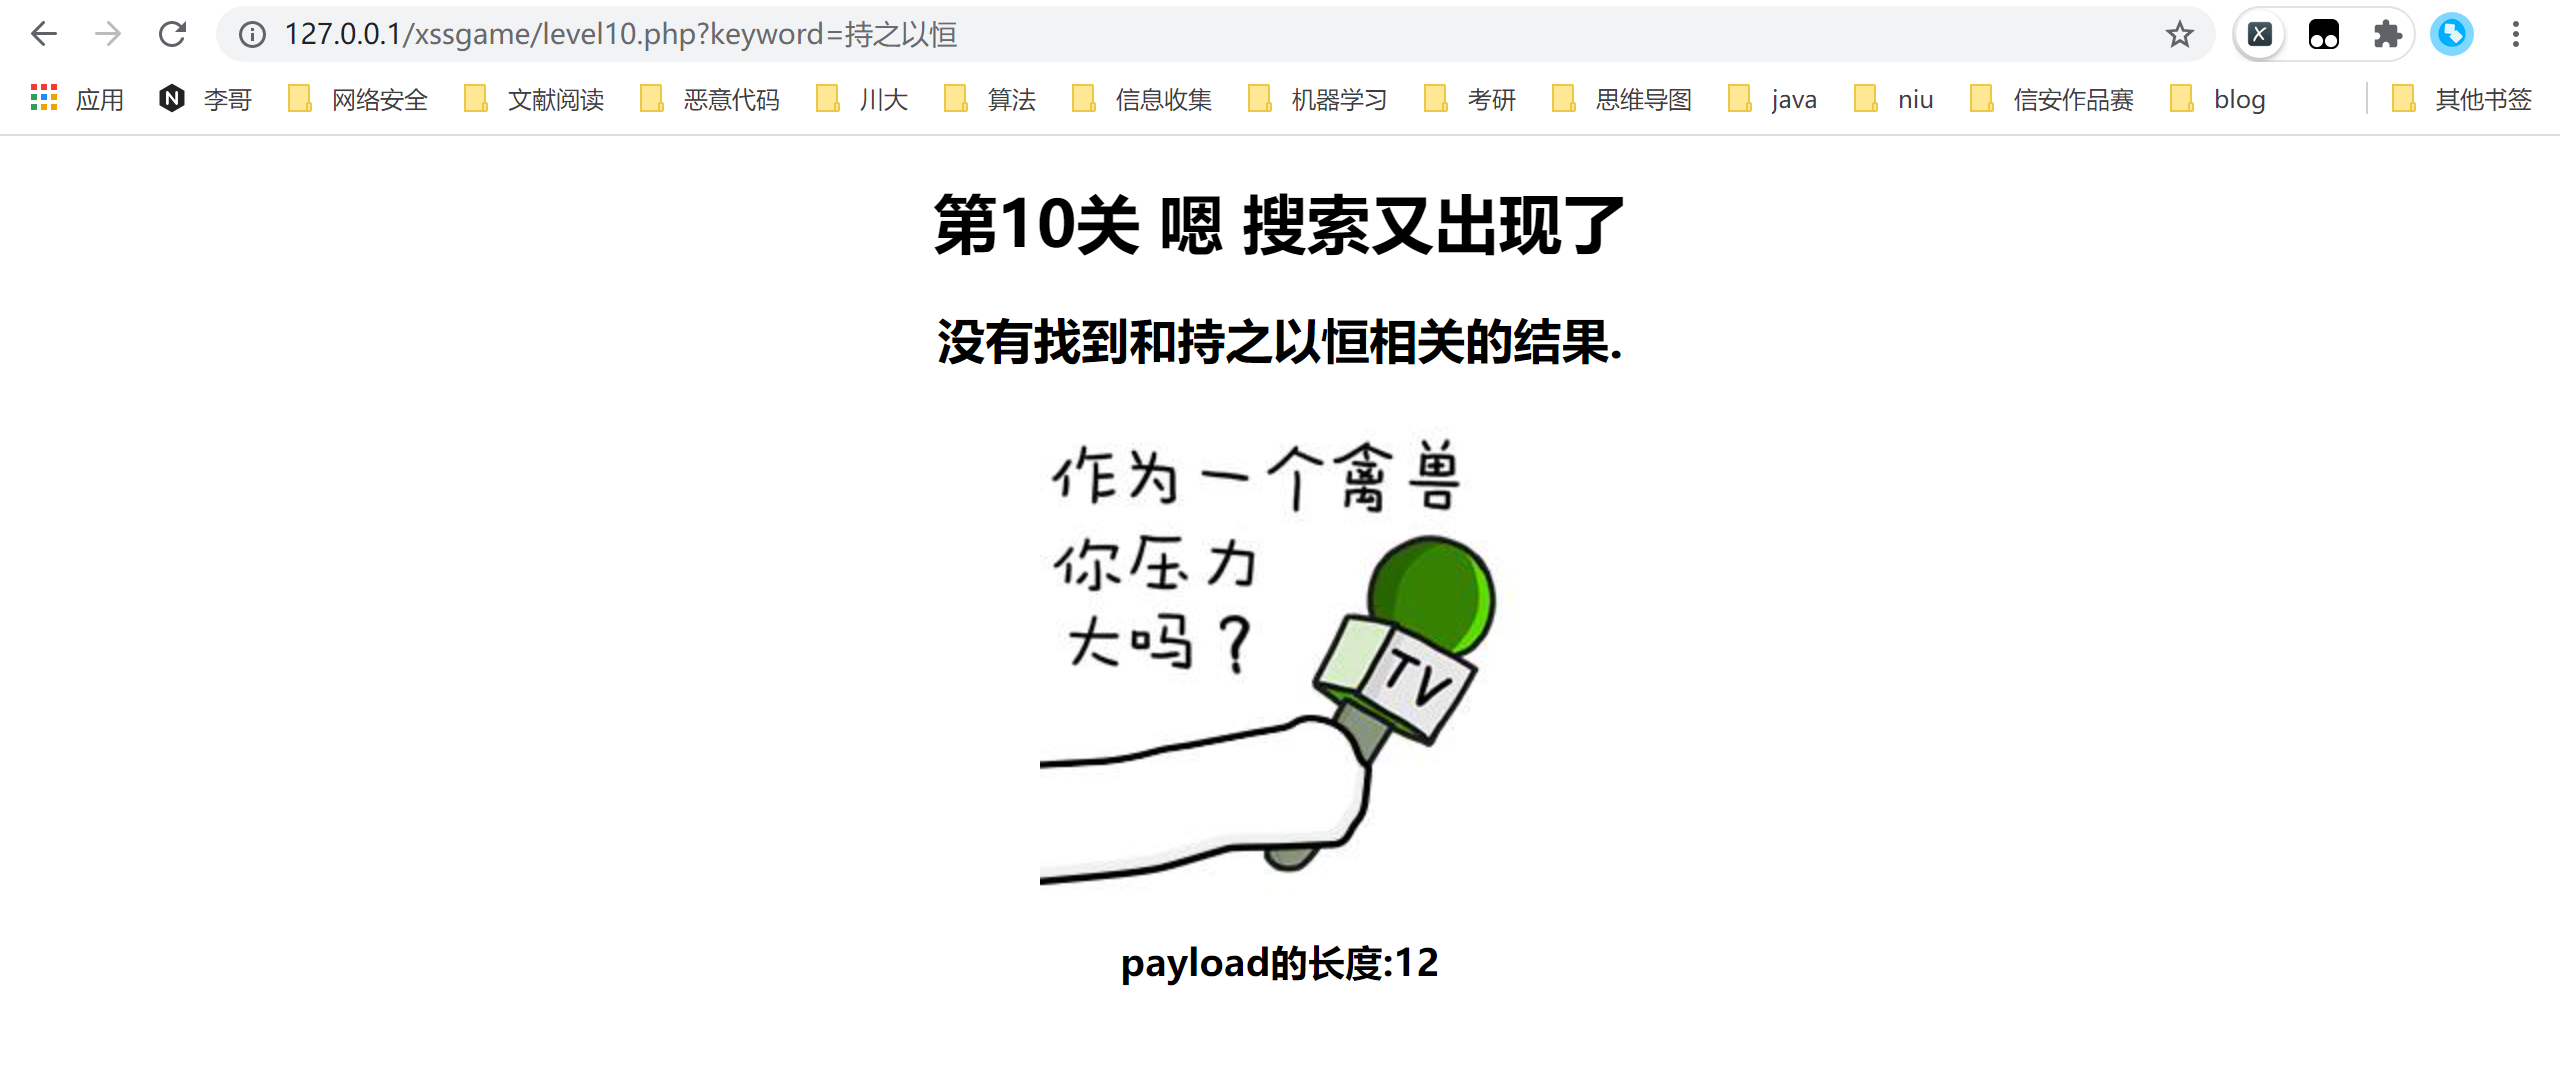 127.0.0.1/xssgame/level10.php?keyword=持之以恒
应用 李哥 网络安全 文献阅读 恶意代码 川大 算法 信息收集 机器学习 考研 思维导图 java niu 信安作品赛 blog 其他书签
第10关 嗯 搜索又出现了
没有找到和持之以恒相关的结果.
作为一个禽兽
你压力
大吗？
TV
payload的长度:12